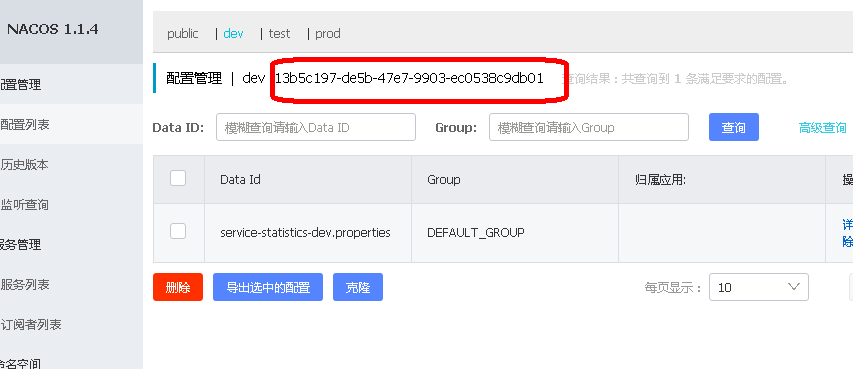 NACOS 1.1.4
public | dev | test | prod
配置管理
配置管理 | dev 13b5c197-de5b-47e7-9903-ec0538c9db01 查询结果：共查询到 1 条满足要求的配置。
配置列表
Data ID: 模糊查询请输入Data ID Group: 模糊查询请输入Group 查询 高级查询
历史版本
Data Id Group 归属应用: 操
监听查询
service-statistics-dev.properties DEFAULT_GROUP 详
除
服务管理
服务列表
删除 导出选中的配置 克隆 每页显示： 10
订阅者列表
命名空间